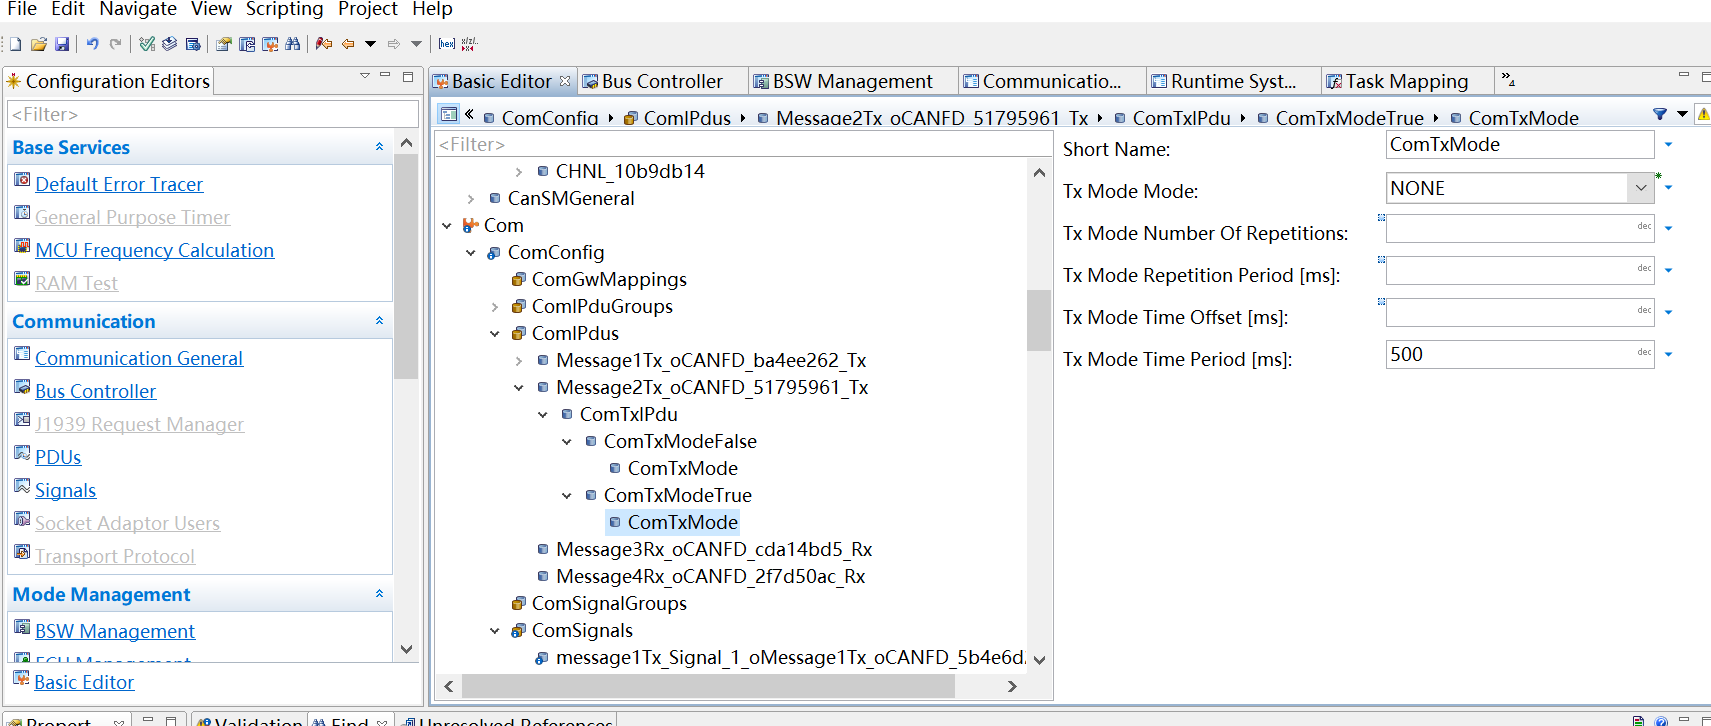 File Edit Navigate View Scripting Project Help
Configuration Editors
<Filter>
Base Services
Default Error Tracer
General Purpose Timer
MCU Frequency Calculation
RAM Test
Communication
Communication General
Bus Controller
J1939 Request Manager
PDUs
Signals
Socket Adaptor Users
Transport Protocol
Mode Management
BSW Management
ECU Management
Basic Editor
Basic Editor Bus Controller BSW Management Communicatio... Runtime Syst... Task Mapping »4
« ComConfig ComIPdus Message2Tx_oCANFD_51795961_Tx ComTxIPdu ComTxModeTrue ComTxMode
<Filter>
CHNL_10b9db14
CanSMGeneral
Com
ComConfig
ComGwMappings
ComIPduGroups
ComIPdus
Message1Tx_oCANFD_ba4ee262_Tx
Message2Tx_oCANFD_51795961_Tx
ComTxIPdu
ComTxModeFalse
ComTxMode
ComTxModeTrue
ComTxMode
Message3Rx_oCANFD_cda14bd5_Rx
Message4Rx_oCANFD_2f7d50ac_Rx
ComSignalGroups
ComSignals
message1Tx_Signal_1_oMessage1Tx_oCANFD_5b4e6d
Short Name: ComTxMode
Tx Mode Mode: NONE
Tx Mode Number Of Repetitions: dec
Tx Mode Repetition Period [ms]: dec
Tx Mode Time Offset [ms]: dec
Tx Mode Time Period [ms]: 500 dec
Propert Validation Find Unresolved References